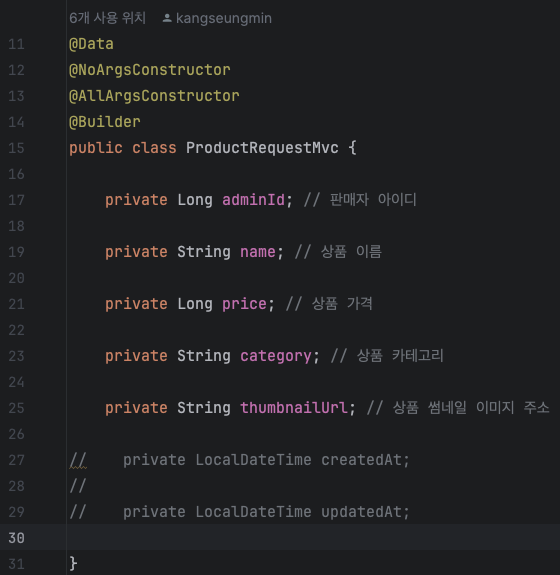 6개 사용 위치 kangseungmin
11 @Data
12 @NoArgsConstructor
13 @AllArgsConstructor
14 @Builder
15 public class ProductRequestMvc {
16
17 private Long adminId; // 판매자 아이디
18
19 private String name; // 상품 이름
20
21 private Long price; // 상품 가격
22
23 private String category; // 상품 카테고리
24
25 private String thumbnailUrl; // 상품 썸네일 이미지 주소
26
27 // private LocalDateTime createdAt;
28 //
29 // private LocalDateTime updatedAt;
30
31 }